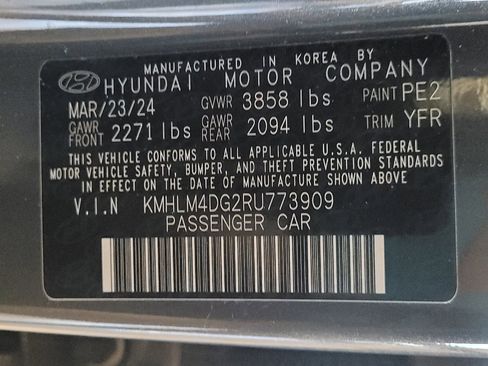 MANUFACTURED IN KOREA BY
HYUNDAI MOTOR COMPANY
MAR/23/24 GVWR 3858 lbs PAINT PE2
GAWR FRONT 2271 lbs GAWR REAR 2094 lbs TRIM YFR
THIS VEHICLE CONFORMS TO ALL APPLICABLE U.S.A. FEDERAL
MOTOR VEHICLE SAFETY, BUMPER, AND THEFT PREVENTION STANDARDS
IN EFFECT ON THE DATE OF MANUFACTURE SHOWN ABOVE
V.I.N KMHLM4DG2RU773909
PASSENGER CAR